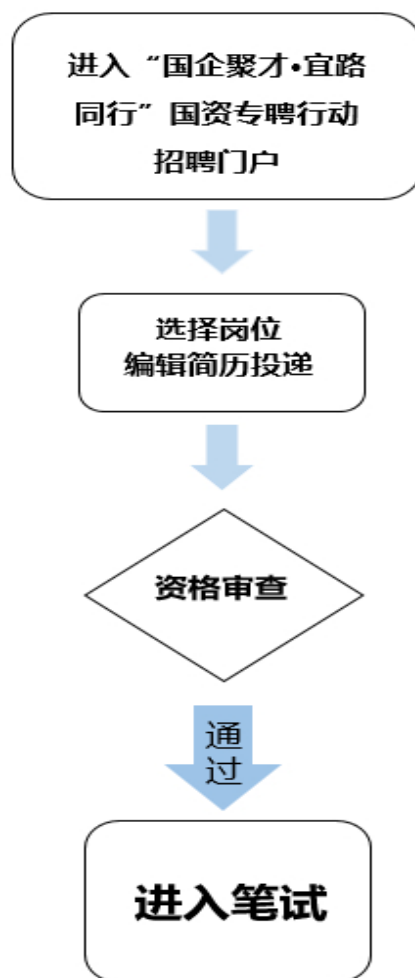 进入“国企聚才·宜路
同行”国资专聘行动
招聘门户
选择岗位
编辑简历投递
资格审查
通
过
进入笔试